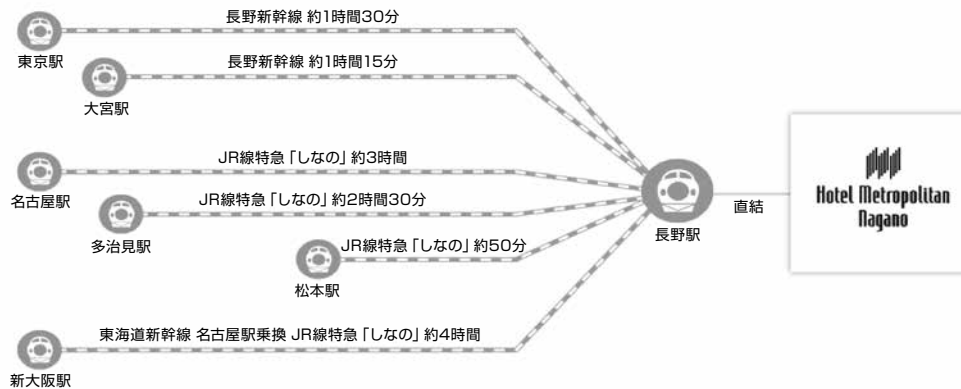 長野新幹線 約1時間30分
東京駅
長野新幹線 約1時間15分
大宮駅
JR線特急「しなの」約3時間
名古屋駅
JR線特急「しなの」約2時間30分
多治見駅
JR線特急「しなの」約50分
松本駅
東海道新幹線 名古屋駅乗換 JR線特急「しなの」約4時間
新大阪駅
長野駅
直結
Hotel Metropolitan
Nagano